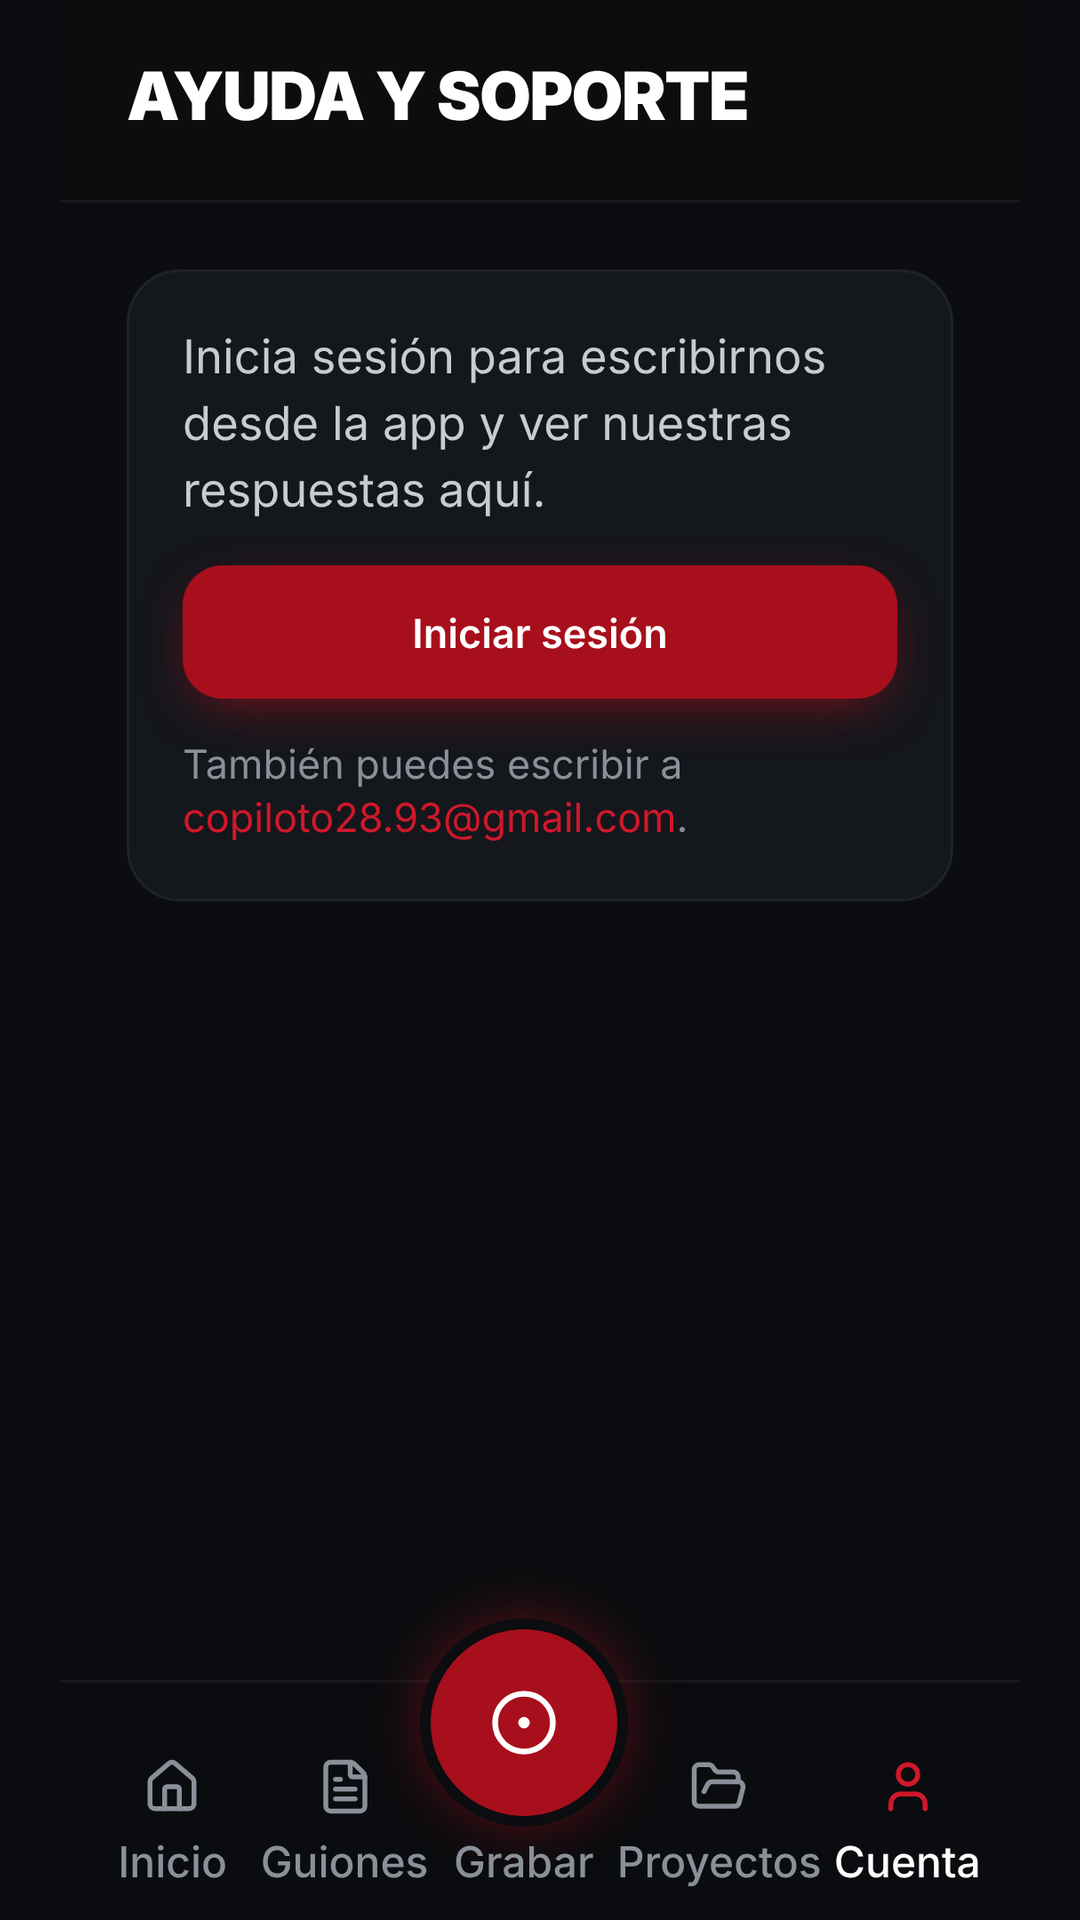 AYUDA Y SOPORTE
Inicia sesión para escribirnos
desde la app y ver nuestras
respuestas aquí.
Iniciar sesión
También puedes escribir a
copiloto28.93@gmail.com.
Inicio
Guiones
Grabar
Proyectos
Cuenta